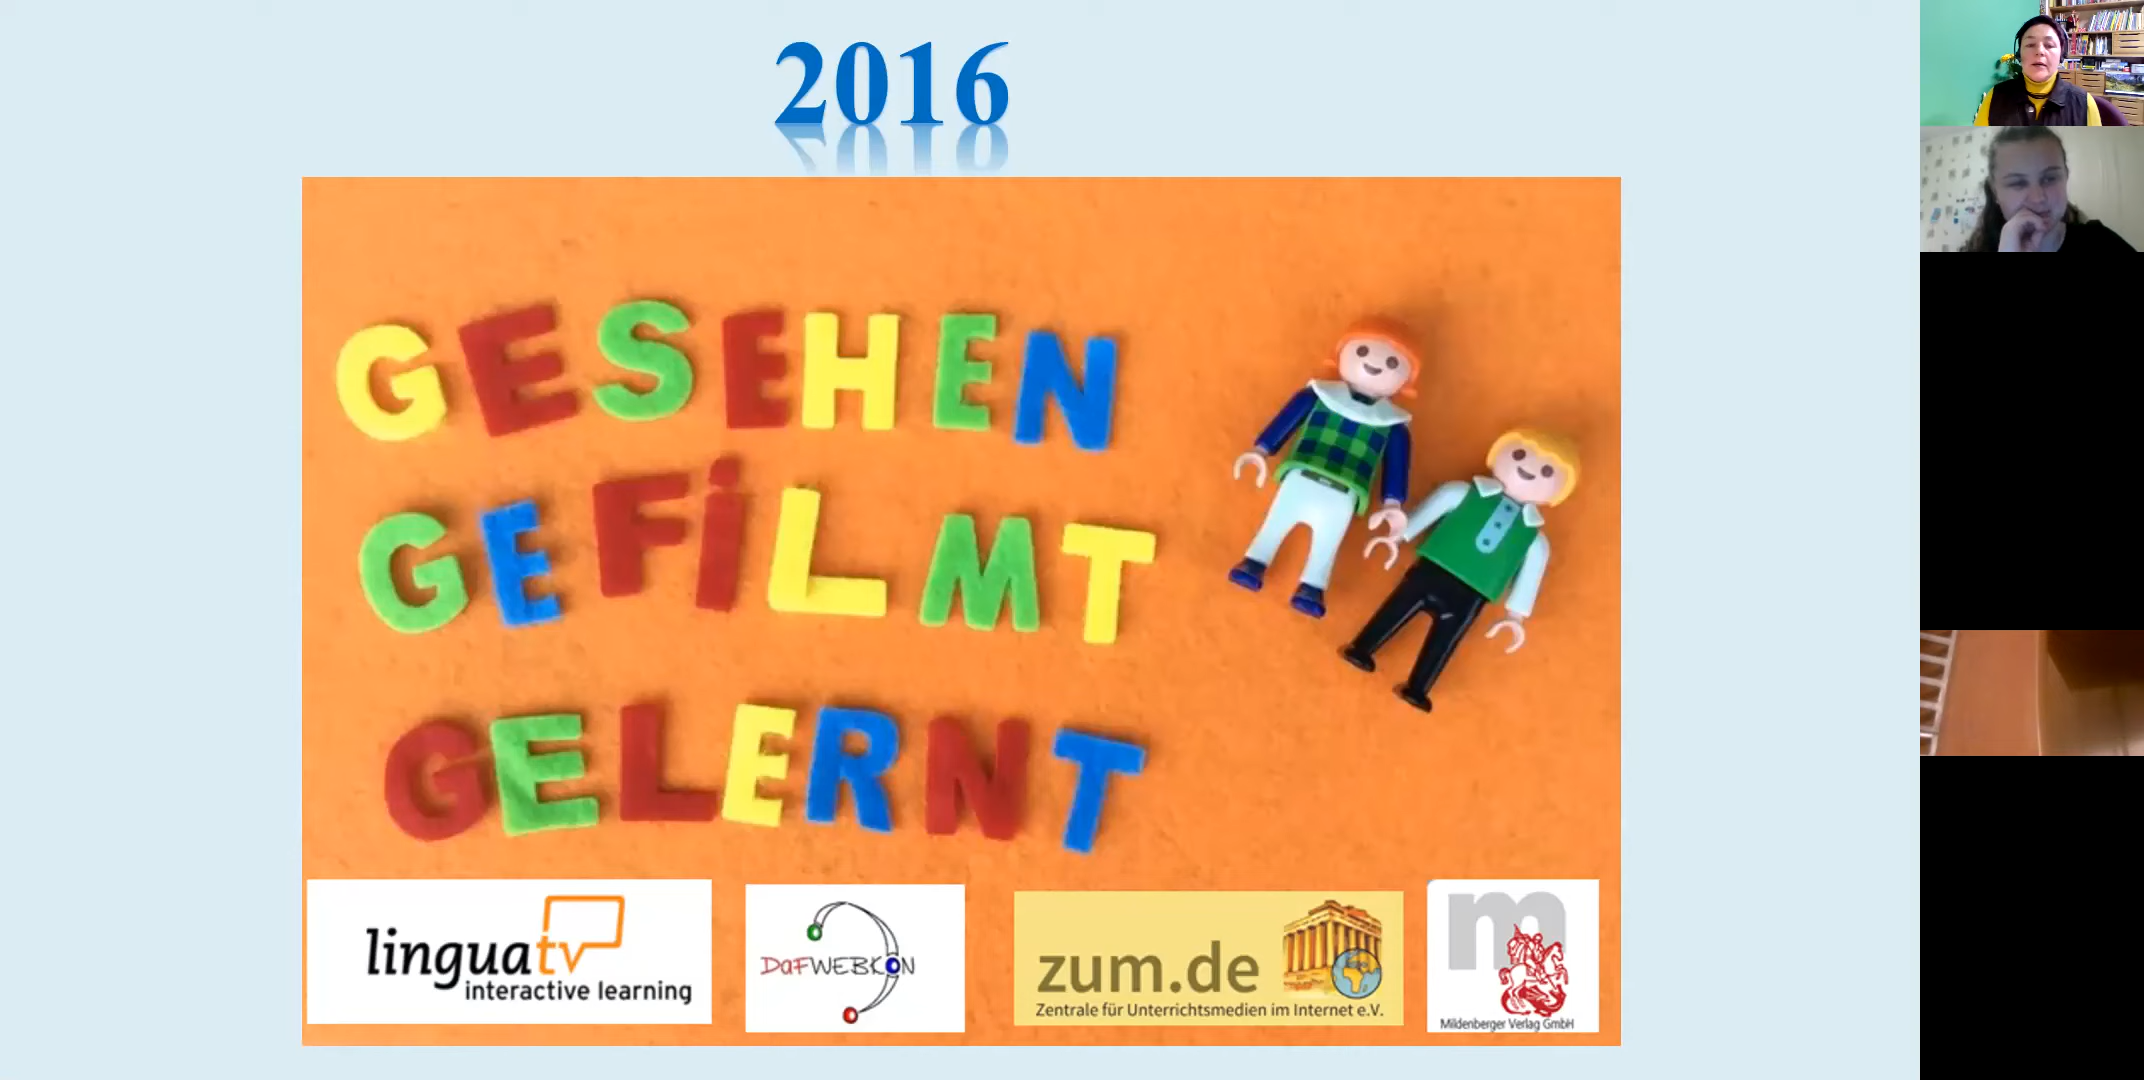 2016
GESEHEN
GEFiLMT
GELERNT
linguatv
interactive learning
DaFWEBKON
zum.de
Zentrale für Unterrichtsmedien im Internet e.V.
m
Mildenberger Verlag GmbH